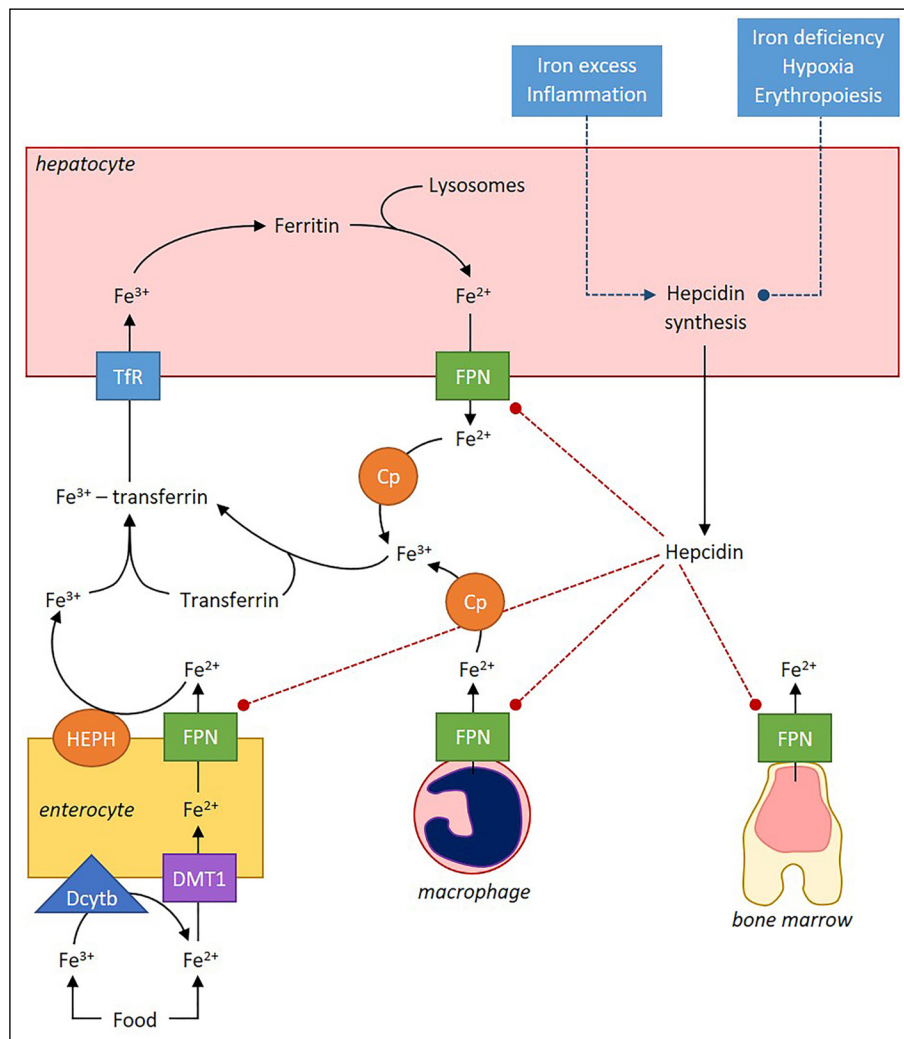 Iron excess
Inflammation
Iron deficiency
Hypoxia
Erythropoiesis
hepatocyte
Lysosomes
Ferritin
Fe³⁺
Fe²⁺
Hepcidin
synthesis
TfR
FPN
Fe²⁺
Cp
Fe³⁺ – transferrin
Fe³⁺
Hepcidin
Fe³⁺
Transferrin
Cp
Fe²⁺
Fe²⁺
Fe²⁺
HEPH
FPN
FPN
FPN
enterocyte
Fe²⁺
Dcytb
DMT1
macrophage
bone marrow
Fe³⁺
Fe²⁺
Food